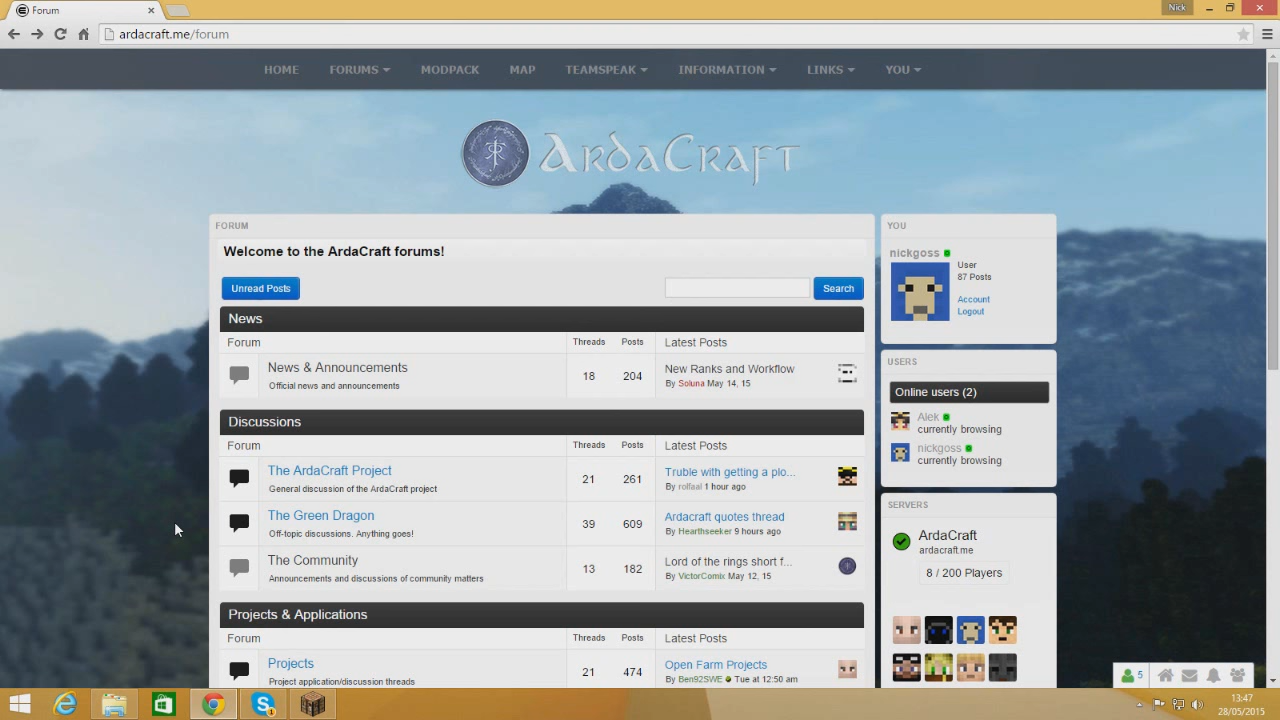 Forum
Nick
ardacraft.me/forum
HOME FORUMS MODPACK MAP TEAMSPEAK INFORMATION LINKS YOU
ARDACRAFT
FORUM
Welcome to the ArdaCraft forums!
Unread Posts Search
News
Forum Threads Posts Latest Posts
News & Announcements 18 204 New Ranks and Workflow
Official news and announcements By Soluna May 14, 15
Discussions
Forum Threads Posts Latest Posts
The ArdaCraft Project 21 261 Truble with getting a plo...
General discussion of the ArdaCraft project By rolfaal 1 hour ago
The Green Dragon 39 609 Ardacraft quotes thread
Off-topic discussions. Anything goes! By Hearthseeker 9 hours ago
The Community 13 182 Lord of the rings short f...
Announcements and discussions of community matters By VictorComix May 12, 15
Projects & Applications
Forum Threads Posts Latest Posts
Projects 21 474 Open Farm Projects
Project application/discussion threads By Ben92SWE Tue at 12:50 am
YOU
nickgoss
User
87 Posts
Account
Logout
USERS
Online users (2)
Alek
currently browsing
nickgoss
currently browsing
SERVERS
ArdaCraft
ardacraft.me
8 / 200 Players
5
13:47
28/05/2015